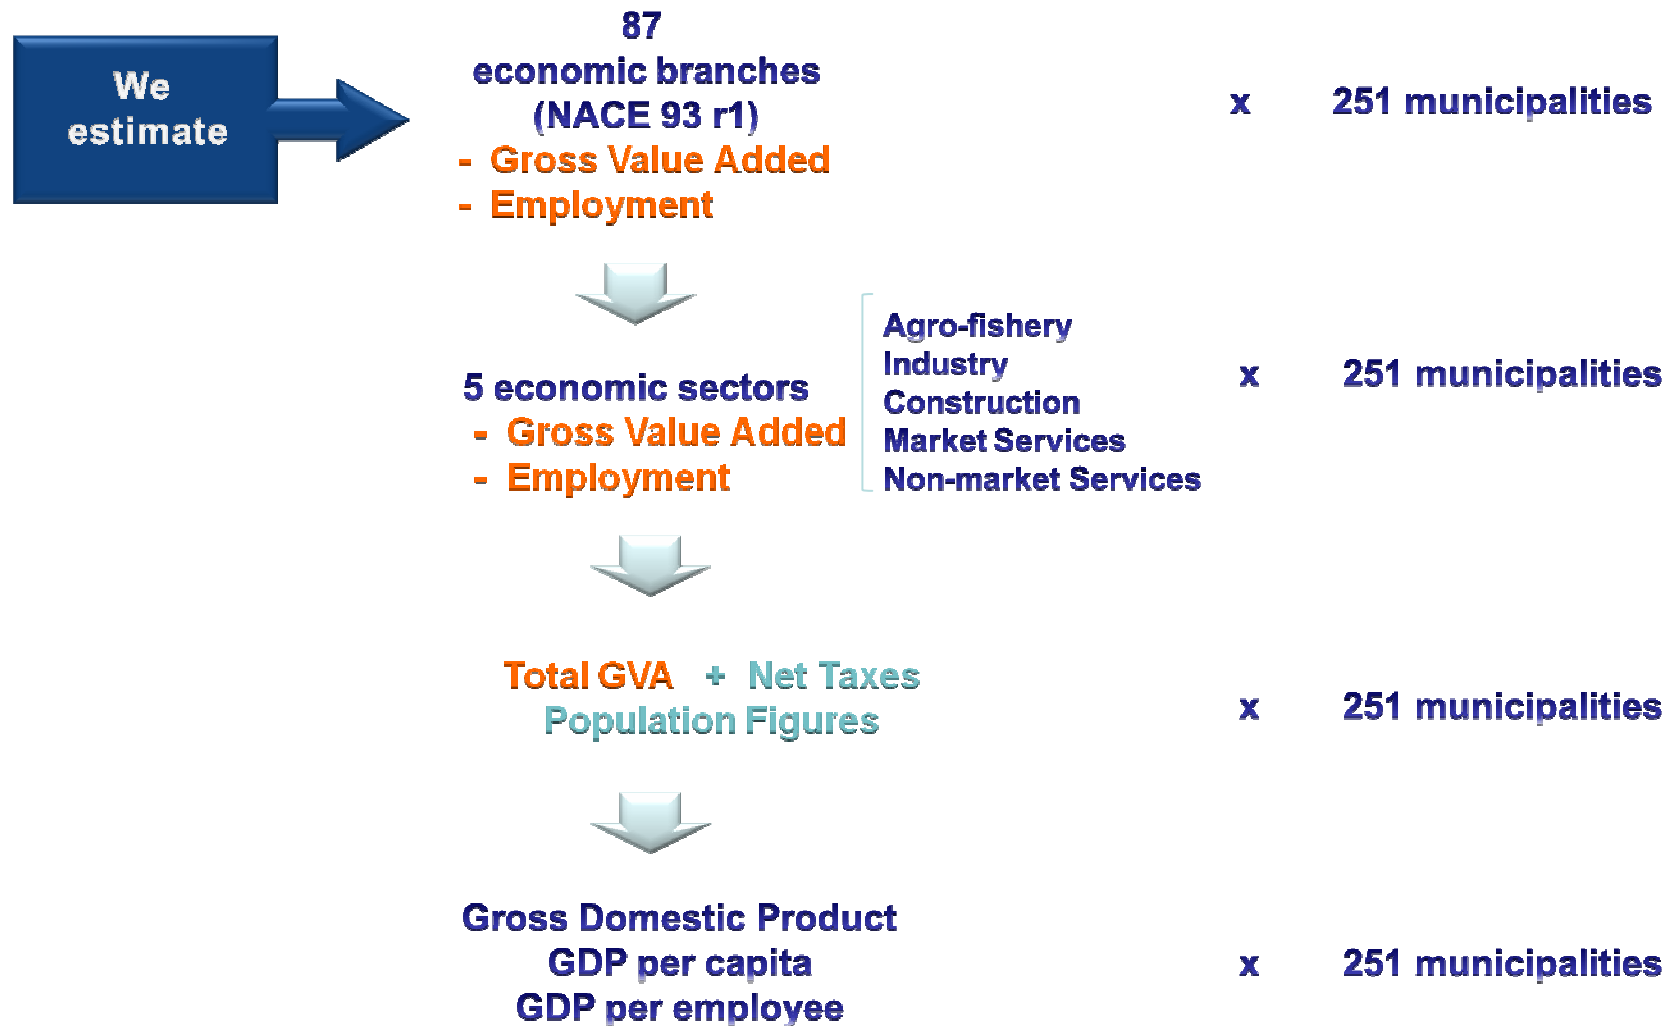 We
estimate
87
economic branches
(NACE 93 r1)
- Gross Value Added
- Employment
x 251 municipalities
5 economic sectors
- Gross Value Added
- Employment
Agro-fishery
Industry
Construction
Market Services
Non-market Services
x 251 municipalities
Total GVA + Net Taxes
Population Figures
x 251 municipalities
Gross Domestic Product
GDP per capita
GDP per employee
x 251 municipalities